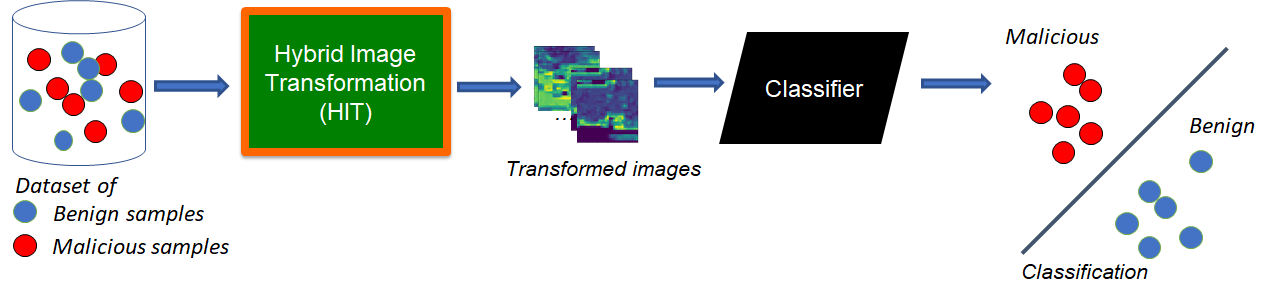 Dataset of
Benign samples
Malicious samples
Hybrid Image
Transformation
(HIT)
...
Transformed images
Classifier
Malicious
Benign
Classification